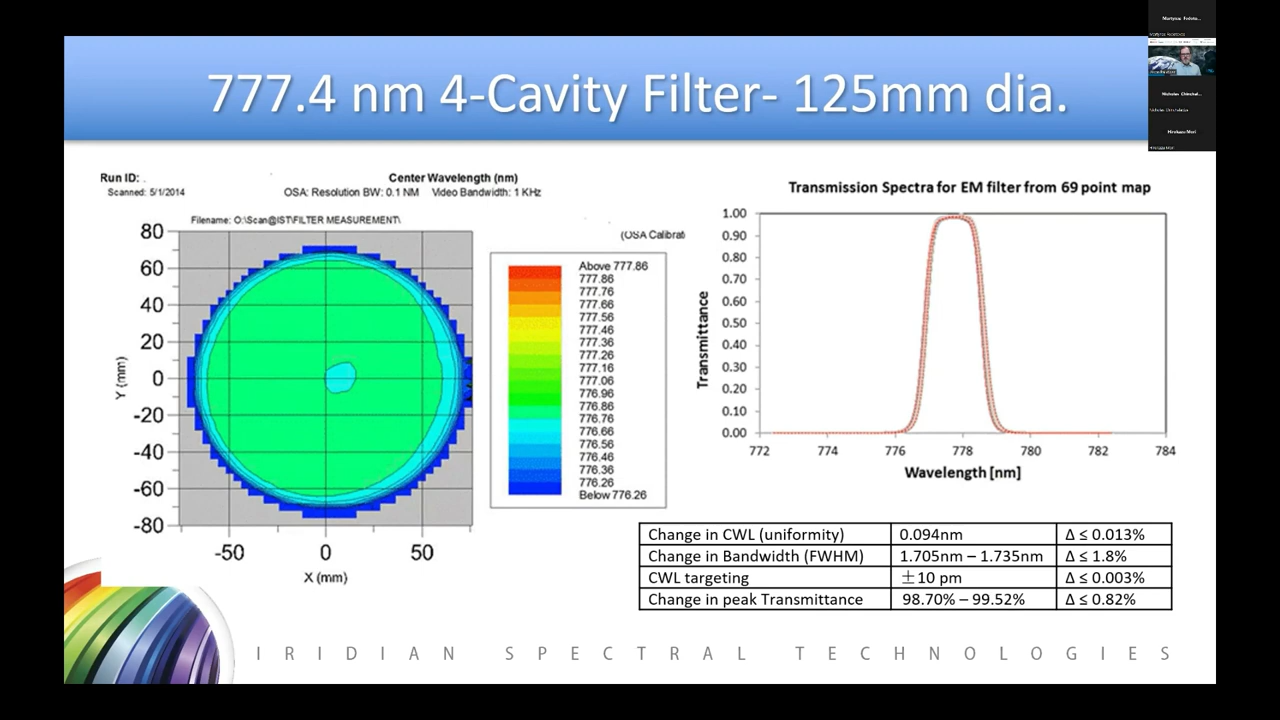 777.4 nm 4-Cavity Filter- 125mm dia.
Run ID:
Center Wavelength (nm)
Scanned: 5/1/2014
OSA: Resolution BW: 0.1 NM Video Bandwidth: 1 KHz
Filename: O:\Scan@IST\FILTER MEASUREMENT\
(OSA Calibrati
80
60
40
20
0
-20
-40
-60
-80
Y (mm)
-50 0 50
X (mm)
Above 777.86
777.86
777.76
777.66
777.56
777.46
777.36
777.26
777.16
777.06
776.96
776.86
776.76
776.66
776.56
776.46
776.36
776.26
Below 776.26
Transmission Spectra for EM filter from 69 point map
1.00
0.90
0.80
0.70
0.60
0.50
0.40
0.30
0.20
0.10
0.00
Transmittance
772 774 776 778 780 782 784
Wavelength [nm]
Change in CWL (uniformity) 0.094nm Δ ≤ 0.013%
Change in Bandwidth (FWHM) 1.705nm – 1.735nm Δ ≤ 1.8%
CWL targeting ±10 pm Δ ≤ 0.003%
Change in peak Transmittance 98.70% – 99.52% Δ ≤ 0.82%
IRIDIAN SPECTRAL TECHNOLOGIES
Hirokazu Mori